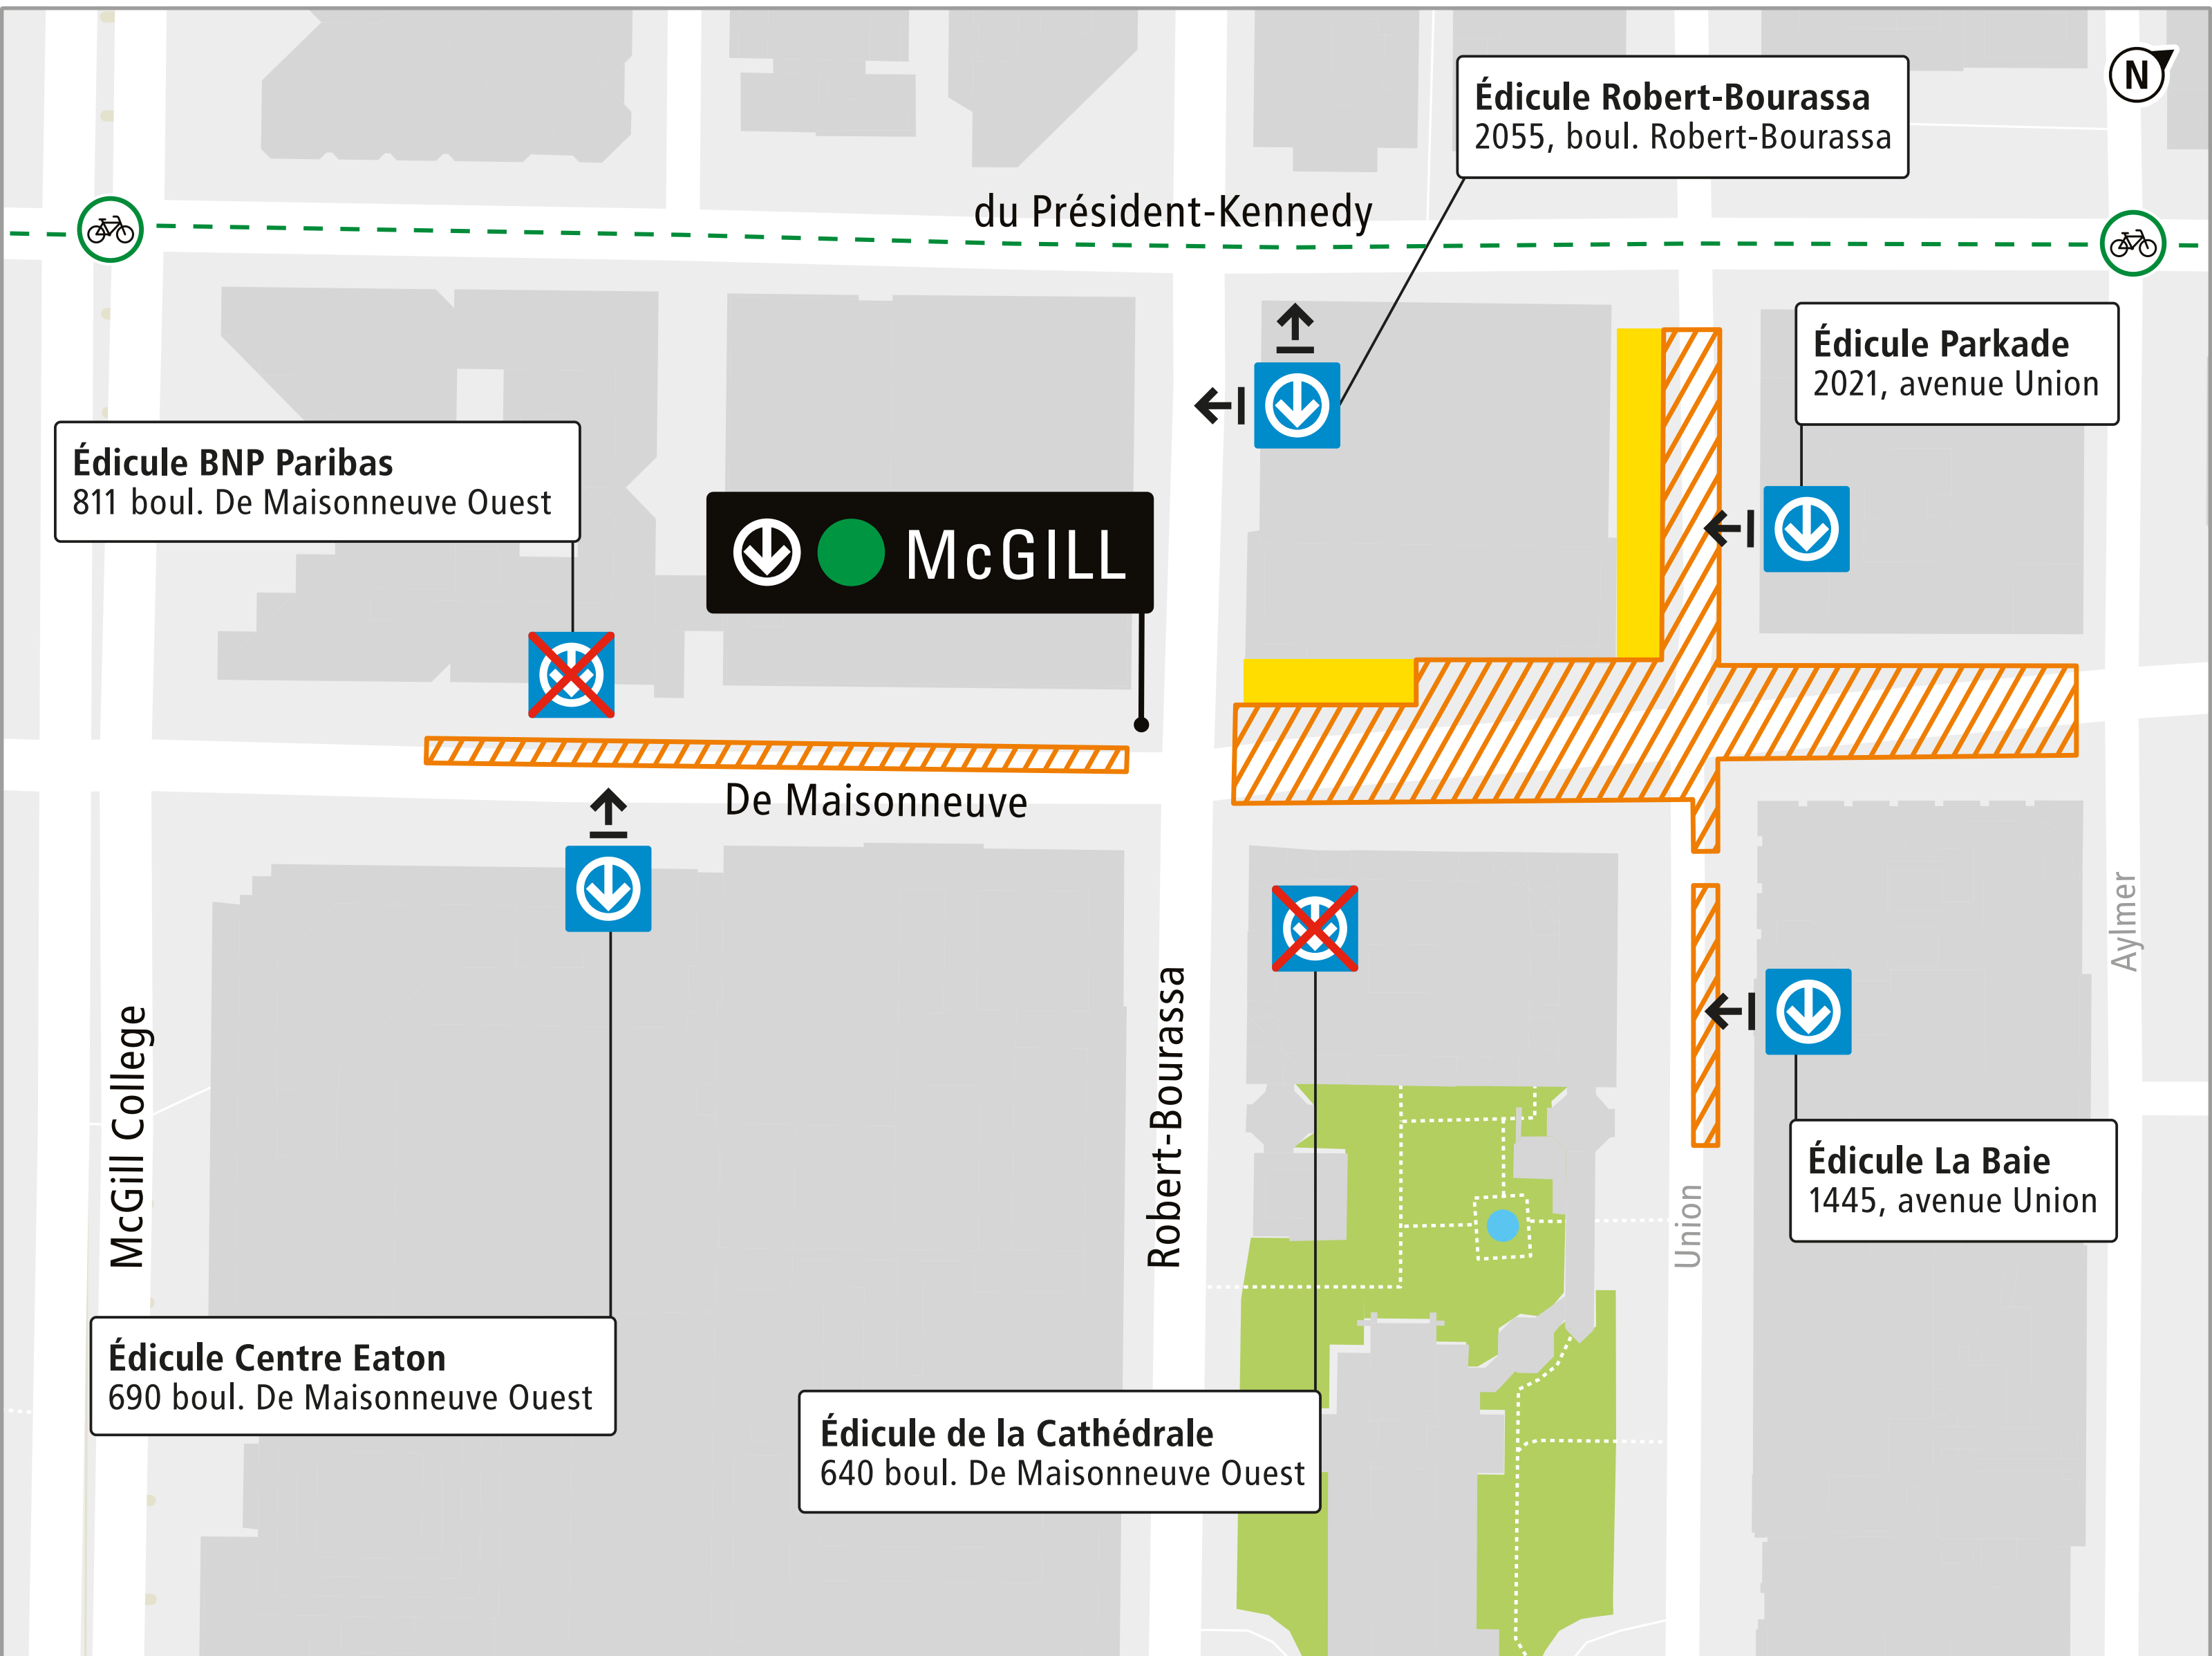 N
Édicule Robert-Bourassa
2055, boul. Robert-Bourassa
du Président-Kennedy
Édicule Parkade
2021, avenue Union
Édicule BNP Paribas
811 boul. De Maisonneuve Ouest
McGILL
De Maisonneuve
Aylmer
McGill College
Robert-Bourassa
Union
Édicule La Baie
1445, avenue Union
Édicule Centre Eaton
690 boul. De Maisonneuve Ouest
Édicule de la Cathédrale
640 boul. De Maisonneuve Ouest